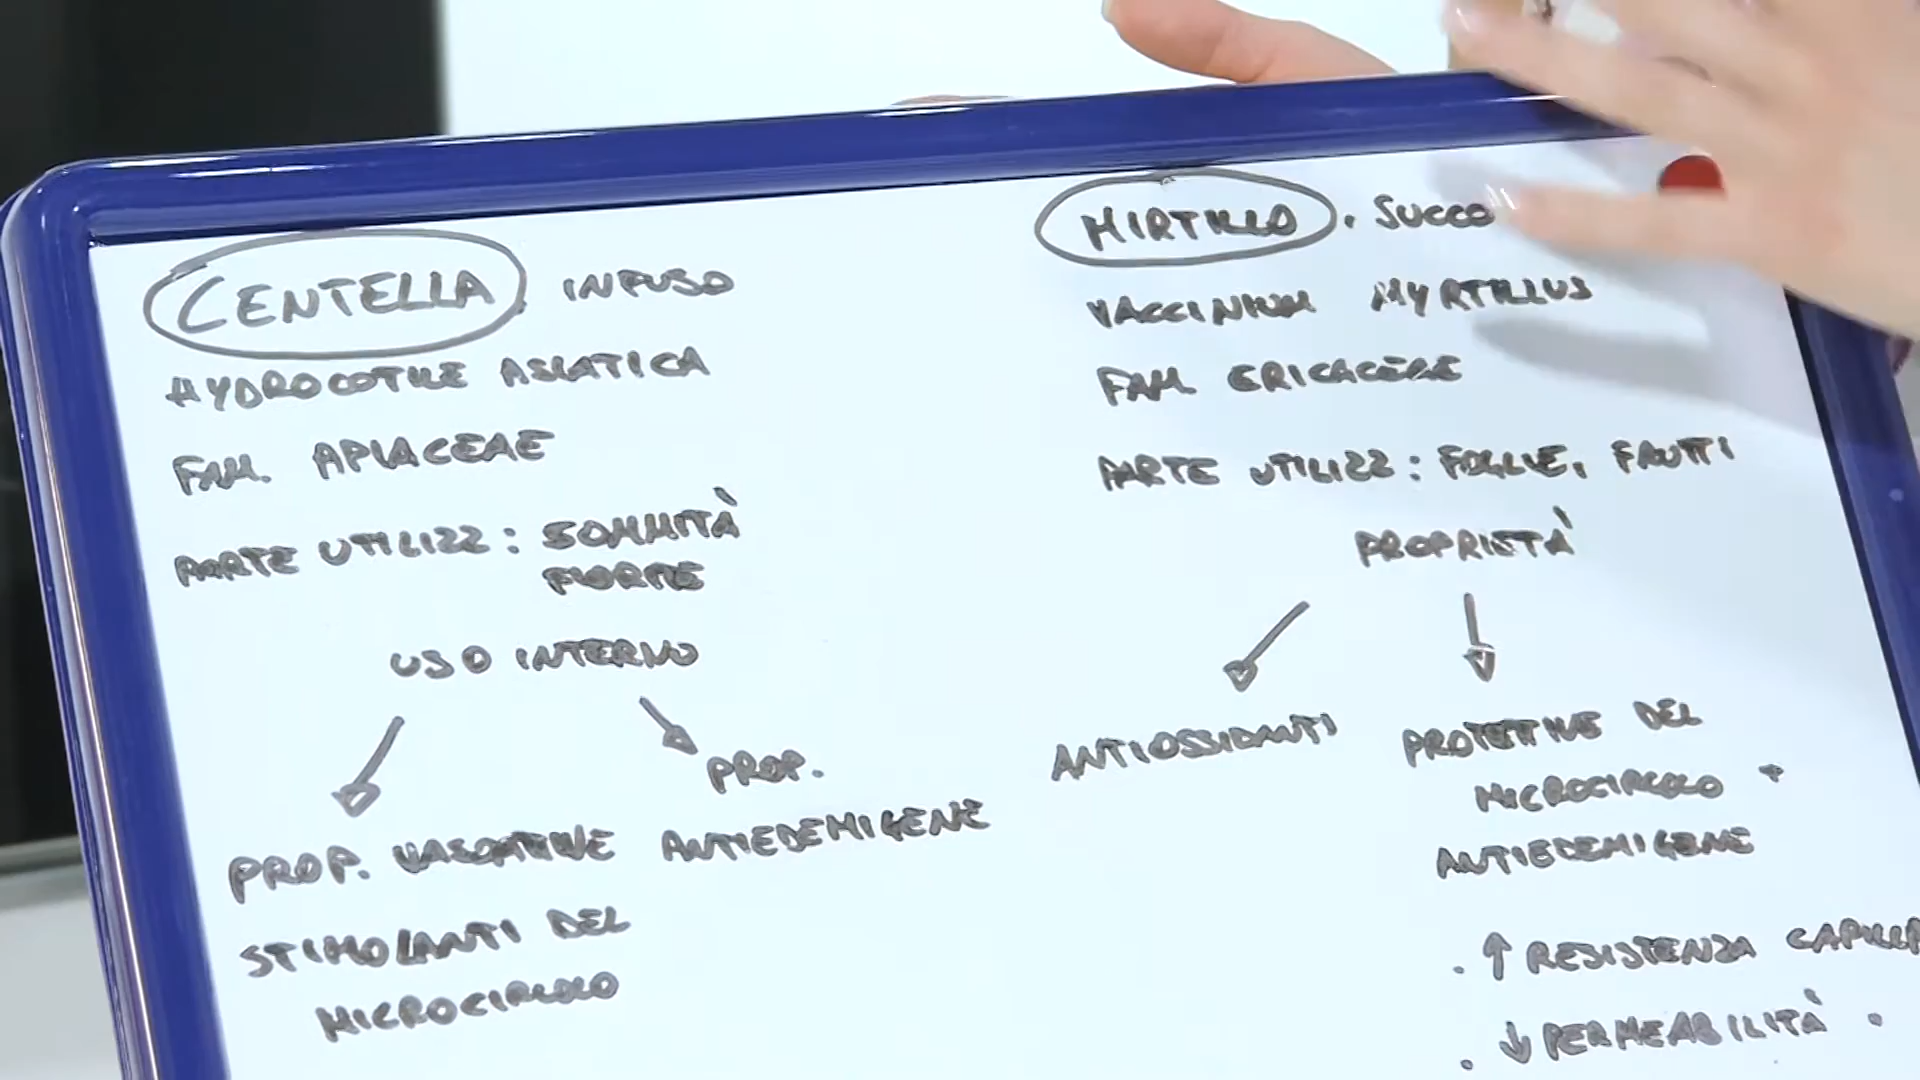 CENTELLA . INFUSO
HYDROCOTILE ASIATICA
FAM. APIACEAE
PARTE UTILIZZ: SOMMITÀ
FIORITE
USO INTERNO
PROP.
PROP. VASOATTIVE ANTIEDEMIGENE
STIMOLANTI DEL
MICROCIRCOLO
MIRTILLO . SUCCO
VACCINIUM MYRTILLUS
FAM. ERICACEAE
PARTE UTILIZZ: FOGLIE, FRUTTI
PROPRIETÀ
ANTIOSSIDANTI
PROTETTIVE DEL
MICROCIRCOLO +
ANTIEDEMIGENE
. ↑ RESISTENZA
. ↓ PERMEABILITÀ .